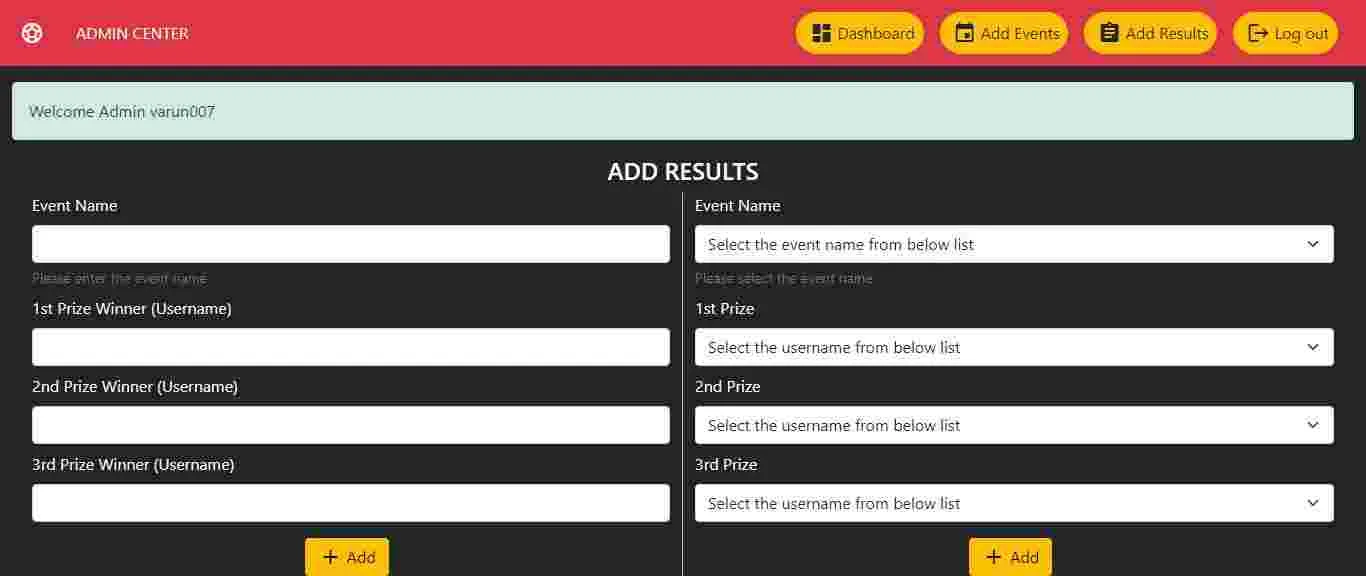 ADMIN CENTER
Dashboard
Add Events
Add Results
Log out
Welcome Admin varun007
ADD RESULTS
Event Name
Please enter the event name
1st Prize Winner (Username)
2nd Prize Winner (Username)
3rd Prize Winner (Username)
Add
Event Name
Select the event name from below list
Please select the event name
1st Prize
Select the username from below list
2nd Prize
Select the username from below list
3rd Prize
Select the username from below list
Add